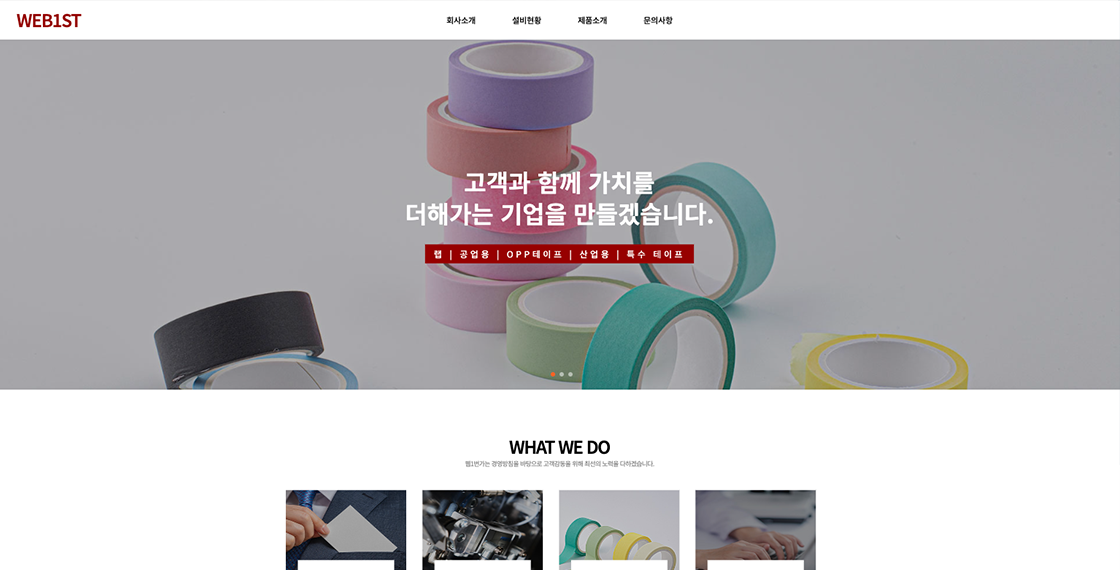 WEB1ST
회사소개 설비현황 제품소개 문의사항
고객과 함께 가치를
더해가는 기업을 만들겠습니다.
랩 | 공업용 | OPP테이프 | 산업용 | 특수 테이프
WHAT WE DO
웹1번가는 경영방침을 바탕으로 고객감동을 위해 최선의 노력을 다하겠습니다.